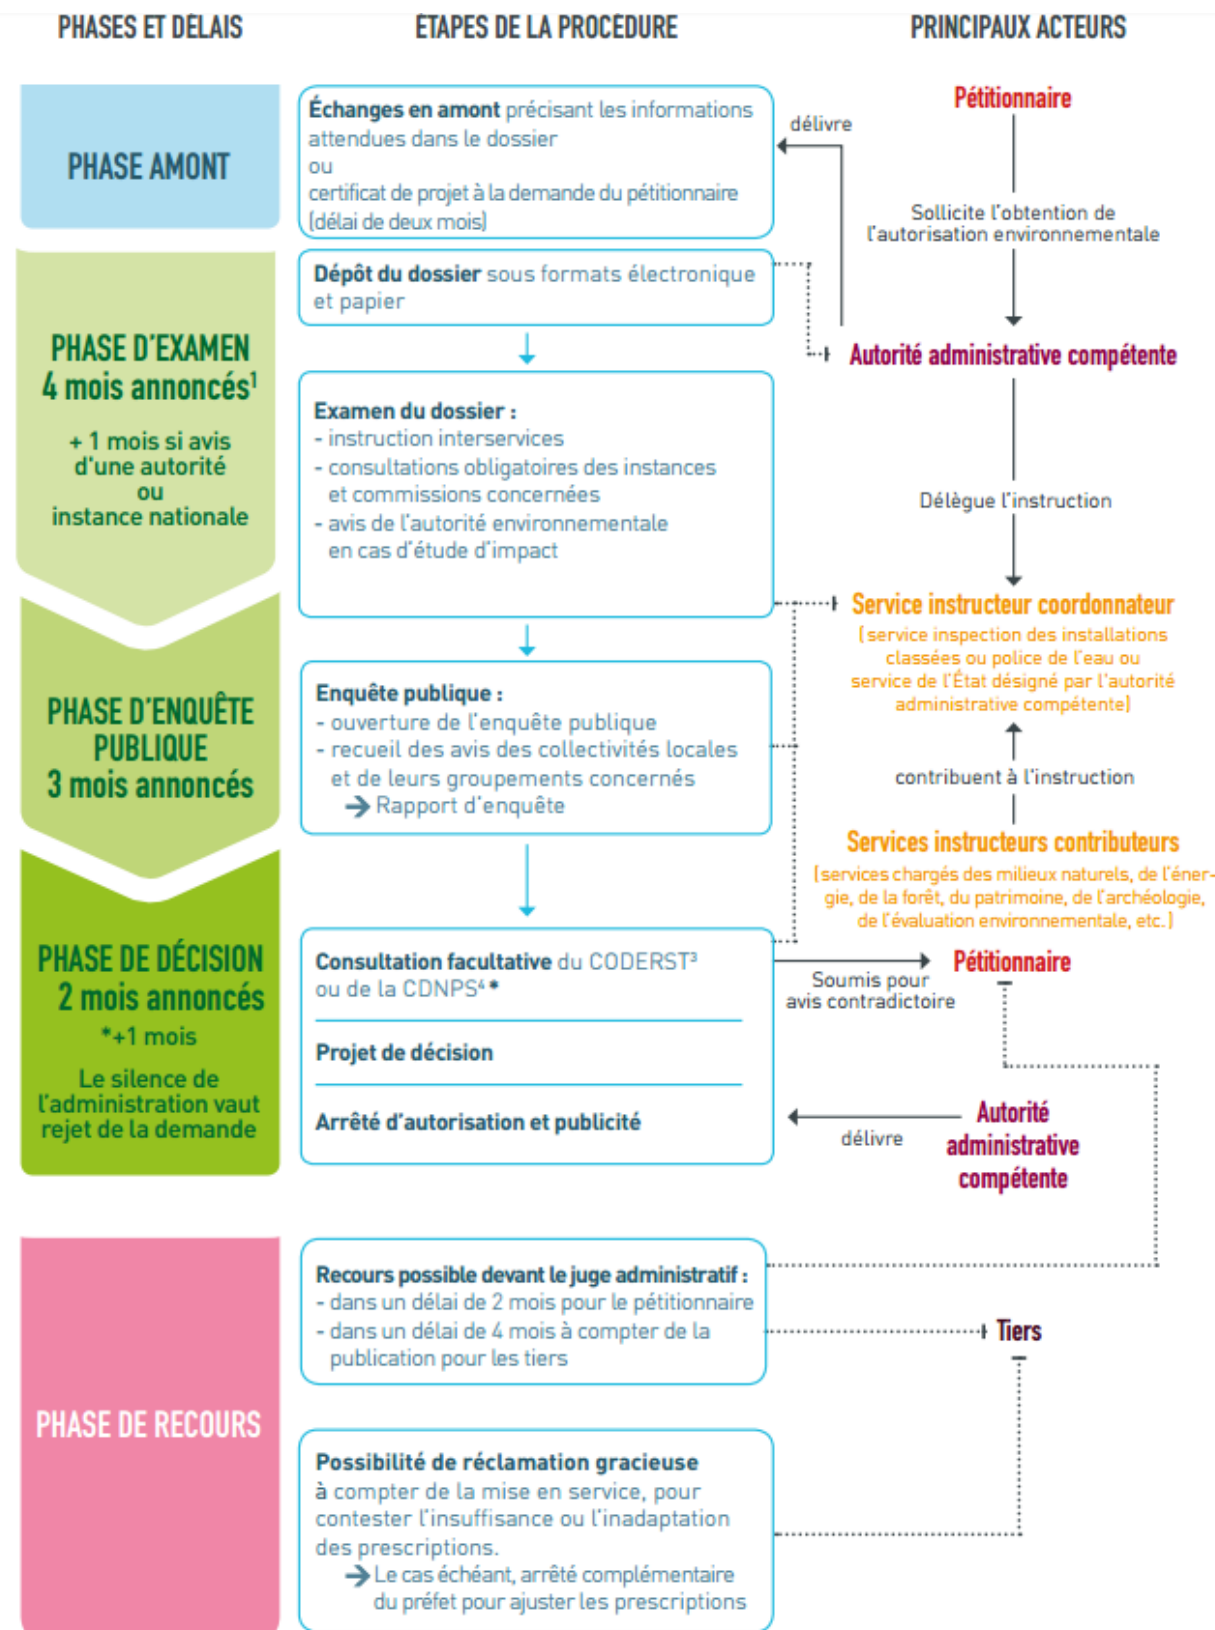 PHASES ET DÉLAIS
ÉTAPES DE LA PROCÉDURE
PRINCIPAUX ACTEURS
PHASE AMONT
Échanges en amont précisant les informations
attendues dans le dossier
ou
certificat de projet à la demande du pétitionnaire
(délai de deux mois)
délivre
Pétitionnaire
Sollicite l'obtention de
l'autorisation environnementale
PHASE D'EXAMEN
4 mois annoncés¹
+ 1 mois si avis
d'une autorité
ou
instance nationale
Dépôt du dossier sous formats électronique
et papier
Autorité administrative compétente
Examen du dossier :
- instruction interservices
- consultations obligatoires des instances
et commissions concernées
- avis de l'autorité environnementale
en cas d'étude d'impact
Délègue l'instruction
Service instructeur coordonnateur
(service inspection des installations
classées ou police de l'eau ou
service de l'État désigné par l'autorité
administrative compétente)
PHASE D'ENQUÊTE
PUBLIQUE
3 mois annoncés
Enquête publique :
- ouverture de l'enquête publique
- recueil des avis des collectivités locales
et de leurs groupements concernés
→ Rapport d'enquête
contribuent à l'instruction
Services instructeurs contributeurs
(services chargés des milieux naturels, de l'éner-
gie, de la forêt, du patrimoine, de l'archéologie,
de l'évaluation environnementale, etc.)
PHASE DE DÉCISION
2 mois annoncés
*+1 mois
Le silence de
l'administration vaut
rejet de la demande
Consultation facultative du CODERST³
ou de la CDNPS⁴ *
Projet de décision
Arrêté d'autorisation et publicité
Soumis pour
avis contradictoire
Pétitionnaire
délivre
Autorité
administrative
compétente
PHASE DE RECOURS
Recours possible devant le juge administratif :
- dans un délai de 2 mois pour le pétitionnaire
- dans un délai de 4 mois à compter de la
publication pour les tiers
Tiers
Possibilité de réclamation gracieuse
à compter de la mise en service, pour
contester l'insuffisance ou l'inadaptation
des prescriptions.
→ Le cas échéant, arrêté complémentaire
du préfet pour ajuster les prescriptions